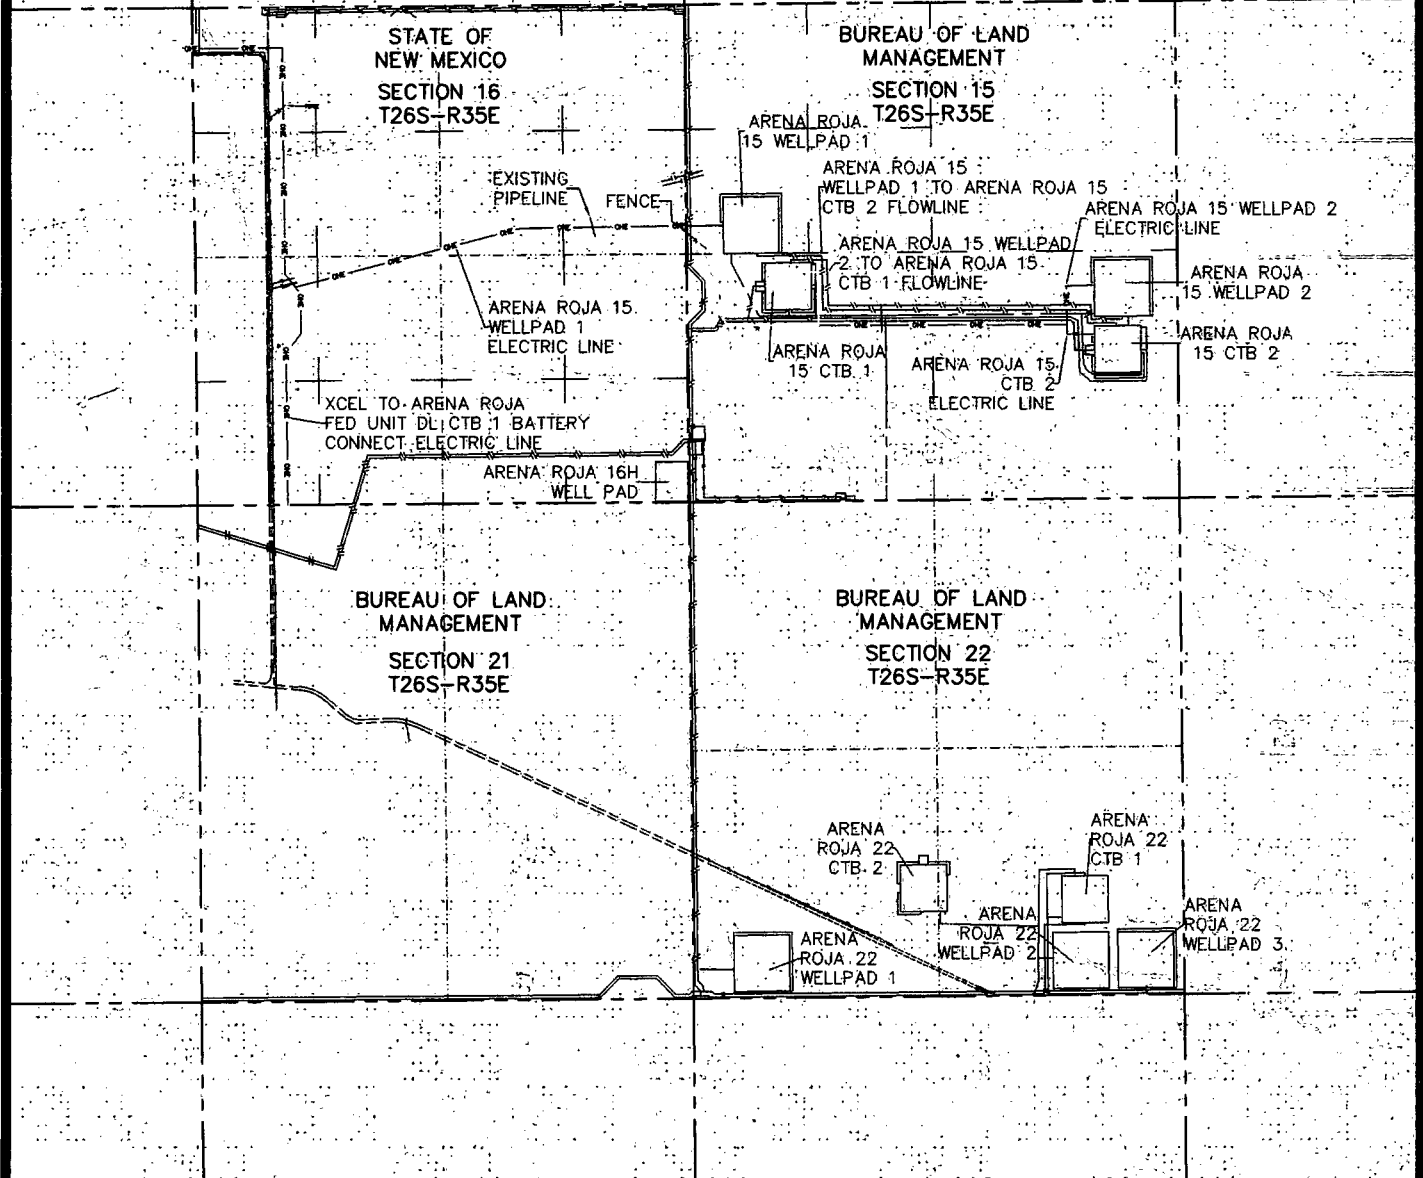 STATE OF
NEW MEXICO
SECTION 16
T26S-R35E
BUREAU OF LAND
MANAGEMENT
SECTION 15
T26S-R35E
ARENA ROJA
15 WELLPAD 1
ARENA ROJA 15
WELLPAD 1 TO ARENA ROJA 15
CTB 2 FLOWLINE
EXISTING
PIPELINE
FENCE
ARENA ROJA 15 WELLPAD 2
ELECTRIC LINE
ARENA ROJA 15 WELLPAD
2 TO ARENA ROJA 15
CTB 1 FLOWLINE
ARENA ROJA
15 WELLPAD 2
ARENA ROJA 15
WELLPAD 1
ELECTRIC LINE
ARENA ROJA
15 CTB 2
ARENA ROJA
15 CTB 1
ARENA ROJA 15
CTB 2
ELECTRIC LINE
XCEL TO ARENA ROJA
FED UNIT DL CTB 1 BATTERY
CONNECT ELECTRIC LINE
ARENA ROJA 16H
WELL PAD
BUREAU OF LAND
MANAGEMENT
SECTION 21
T26S-R35E
BUREAU OF LAND
MANAGEMENT
SECTION 22
T26S-R35E
ARENA
ROJA 22
CTB 2
ARENA
ROJA 22
CTB 1
ARENA
ROJA 22
WELLPAD 2
ARENA
ROJA 22
WELLPAD 3
ARENA
ROJA 22
WELLPAD 1